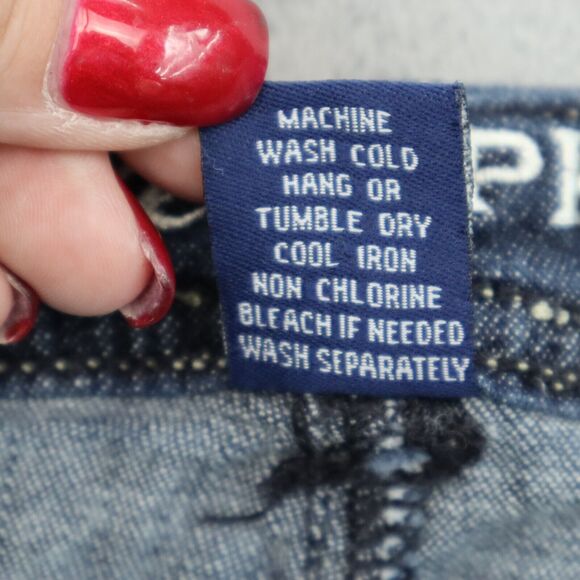 MACHINE
WASH COLD
HANG OR
TUMBLE DRY
COOL IRON
NON CHLORINE
BLEACH IF NEEDED
WASH SEPARATELY